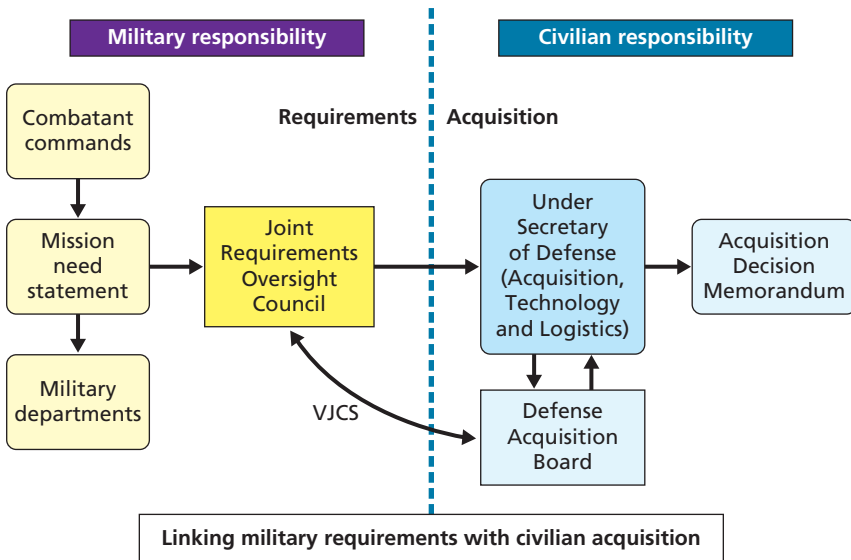 Military responsibility
Civilian responsibility
Requirements
Acquisition
Combatant
commands
Mission
need
statement
Military
departments
Joint
Requirements
Oversight
Council
VJCS
Under
Secretary
of Defense
(Acquisition,
Technology
and Logistics)
Defense
Acquisition
Board
Acquisition
Decision
Memorandum
Linking military requirements with civilian acquisition